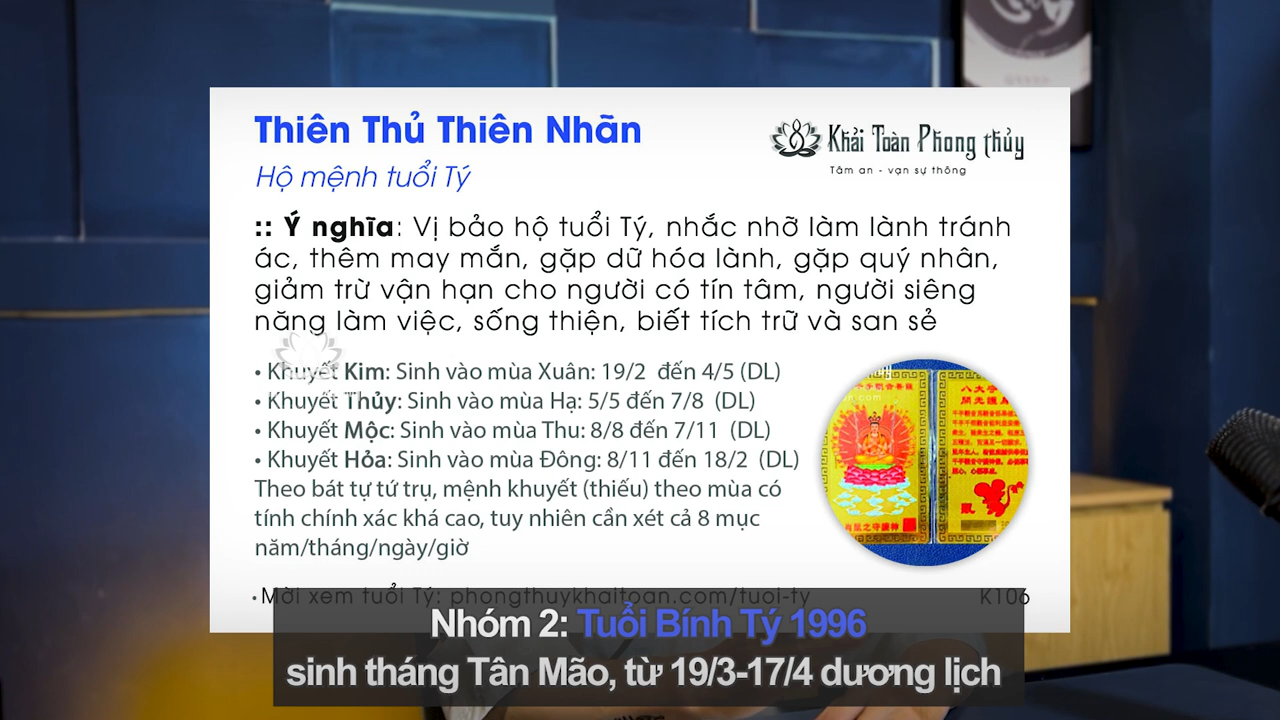 Thiên Thủ Thiên Nhãn
Khải Toàn Phong thủy
Tâm an - vạn sự thông
Hộ mệnh tuổi Tý
:: Ý nghĩa: Vị bảo hộ tuổi Tý, nhắc nhỡ làm lành tránh
ác, thêm may mắn, gặp dữ hóa lành, gặp quý nhân,
giảm trừ vận hạn cho người có tín tâm, người siêng
năng làm việc, sống thiện, biết tích trữ và san sẻ
• Khuyết Kim: Sinh vào mùa Xuân: 19/2 đến 4/5 (DL)
• Khuyết Thủy: Sinh vào mùa Hạ: 5/5 đến 7/8 (DL)
• Khuyết Mộc: Sinh vào mùa Thu: 8/8 đến 7/11 (DL)
• Khuyết Hỏa: Sinh vào mùa Đông: 8/11 đến 18/2 (DL)
Theo bát tự tứ trụ, mệnh khuyết (thiếu) theo mùa có
tính chính xác khá cao, tuy nhiên cần xét cả 8 mục
năm/tháng/ngày/giờ
• Mời xem tuổi Tý: phongthuykhaitoan.com/tuoi-ty
K106
Nhóm 2: Tuổi Bính Tý 1996
sinh tháng Tân Mão, từ 19/3-17/4 dương lịch